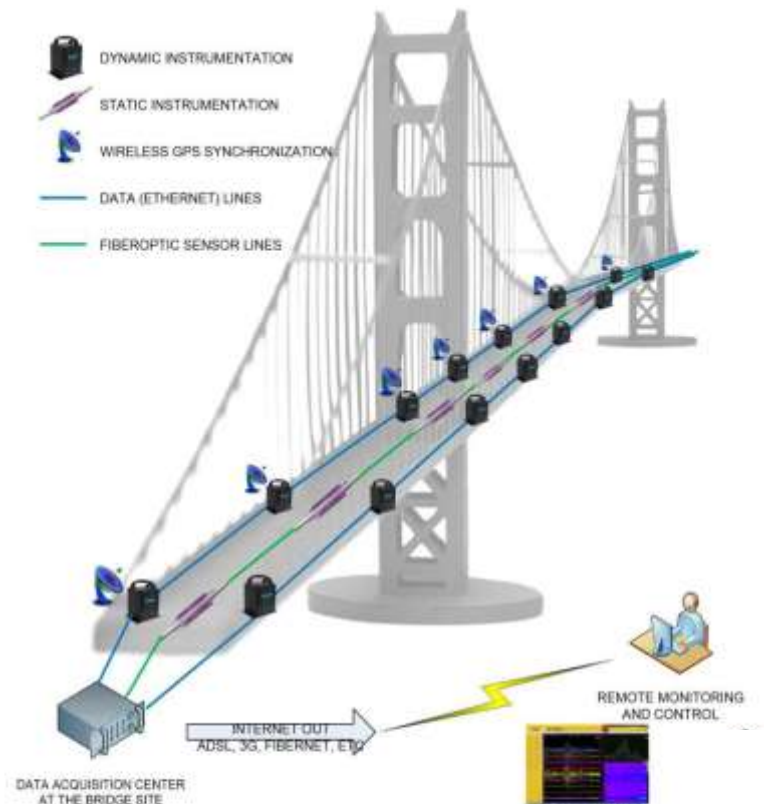 DYNAMIC INSTRUMENTATION
STATIC INSTRUMENTATION
WIRELESS GPS SYNCHRONIZATION
DATA (ETHERNET) LINES
FIBEROPTIC SENSOR LINES
REMOTE MONITORING
AND CONTROL
INTERNET OUT
ADSL, 3G, FIBERNET, ETC
DATA ACQUISITION CENTER
AT THE BRIDGE SITE